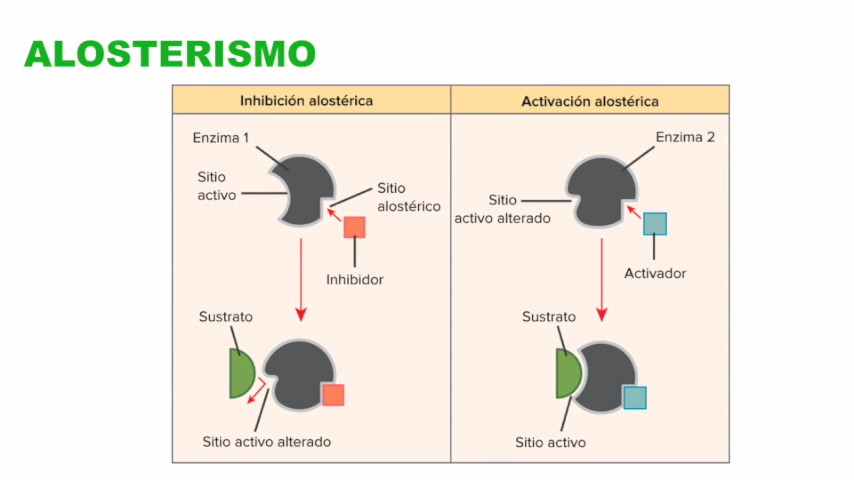 ALOSTERISMO
Inhibición alostérica
Enzima 1
Sitio
activo
Sitio
alostérico
Inhibidor
Sustrato
Sitio activo alterado
Activación alostérica
Enzima 2
Sitio
activo alterado
Activador
Sustrato
Sitio activo